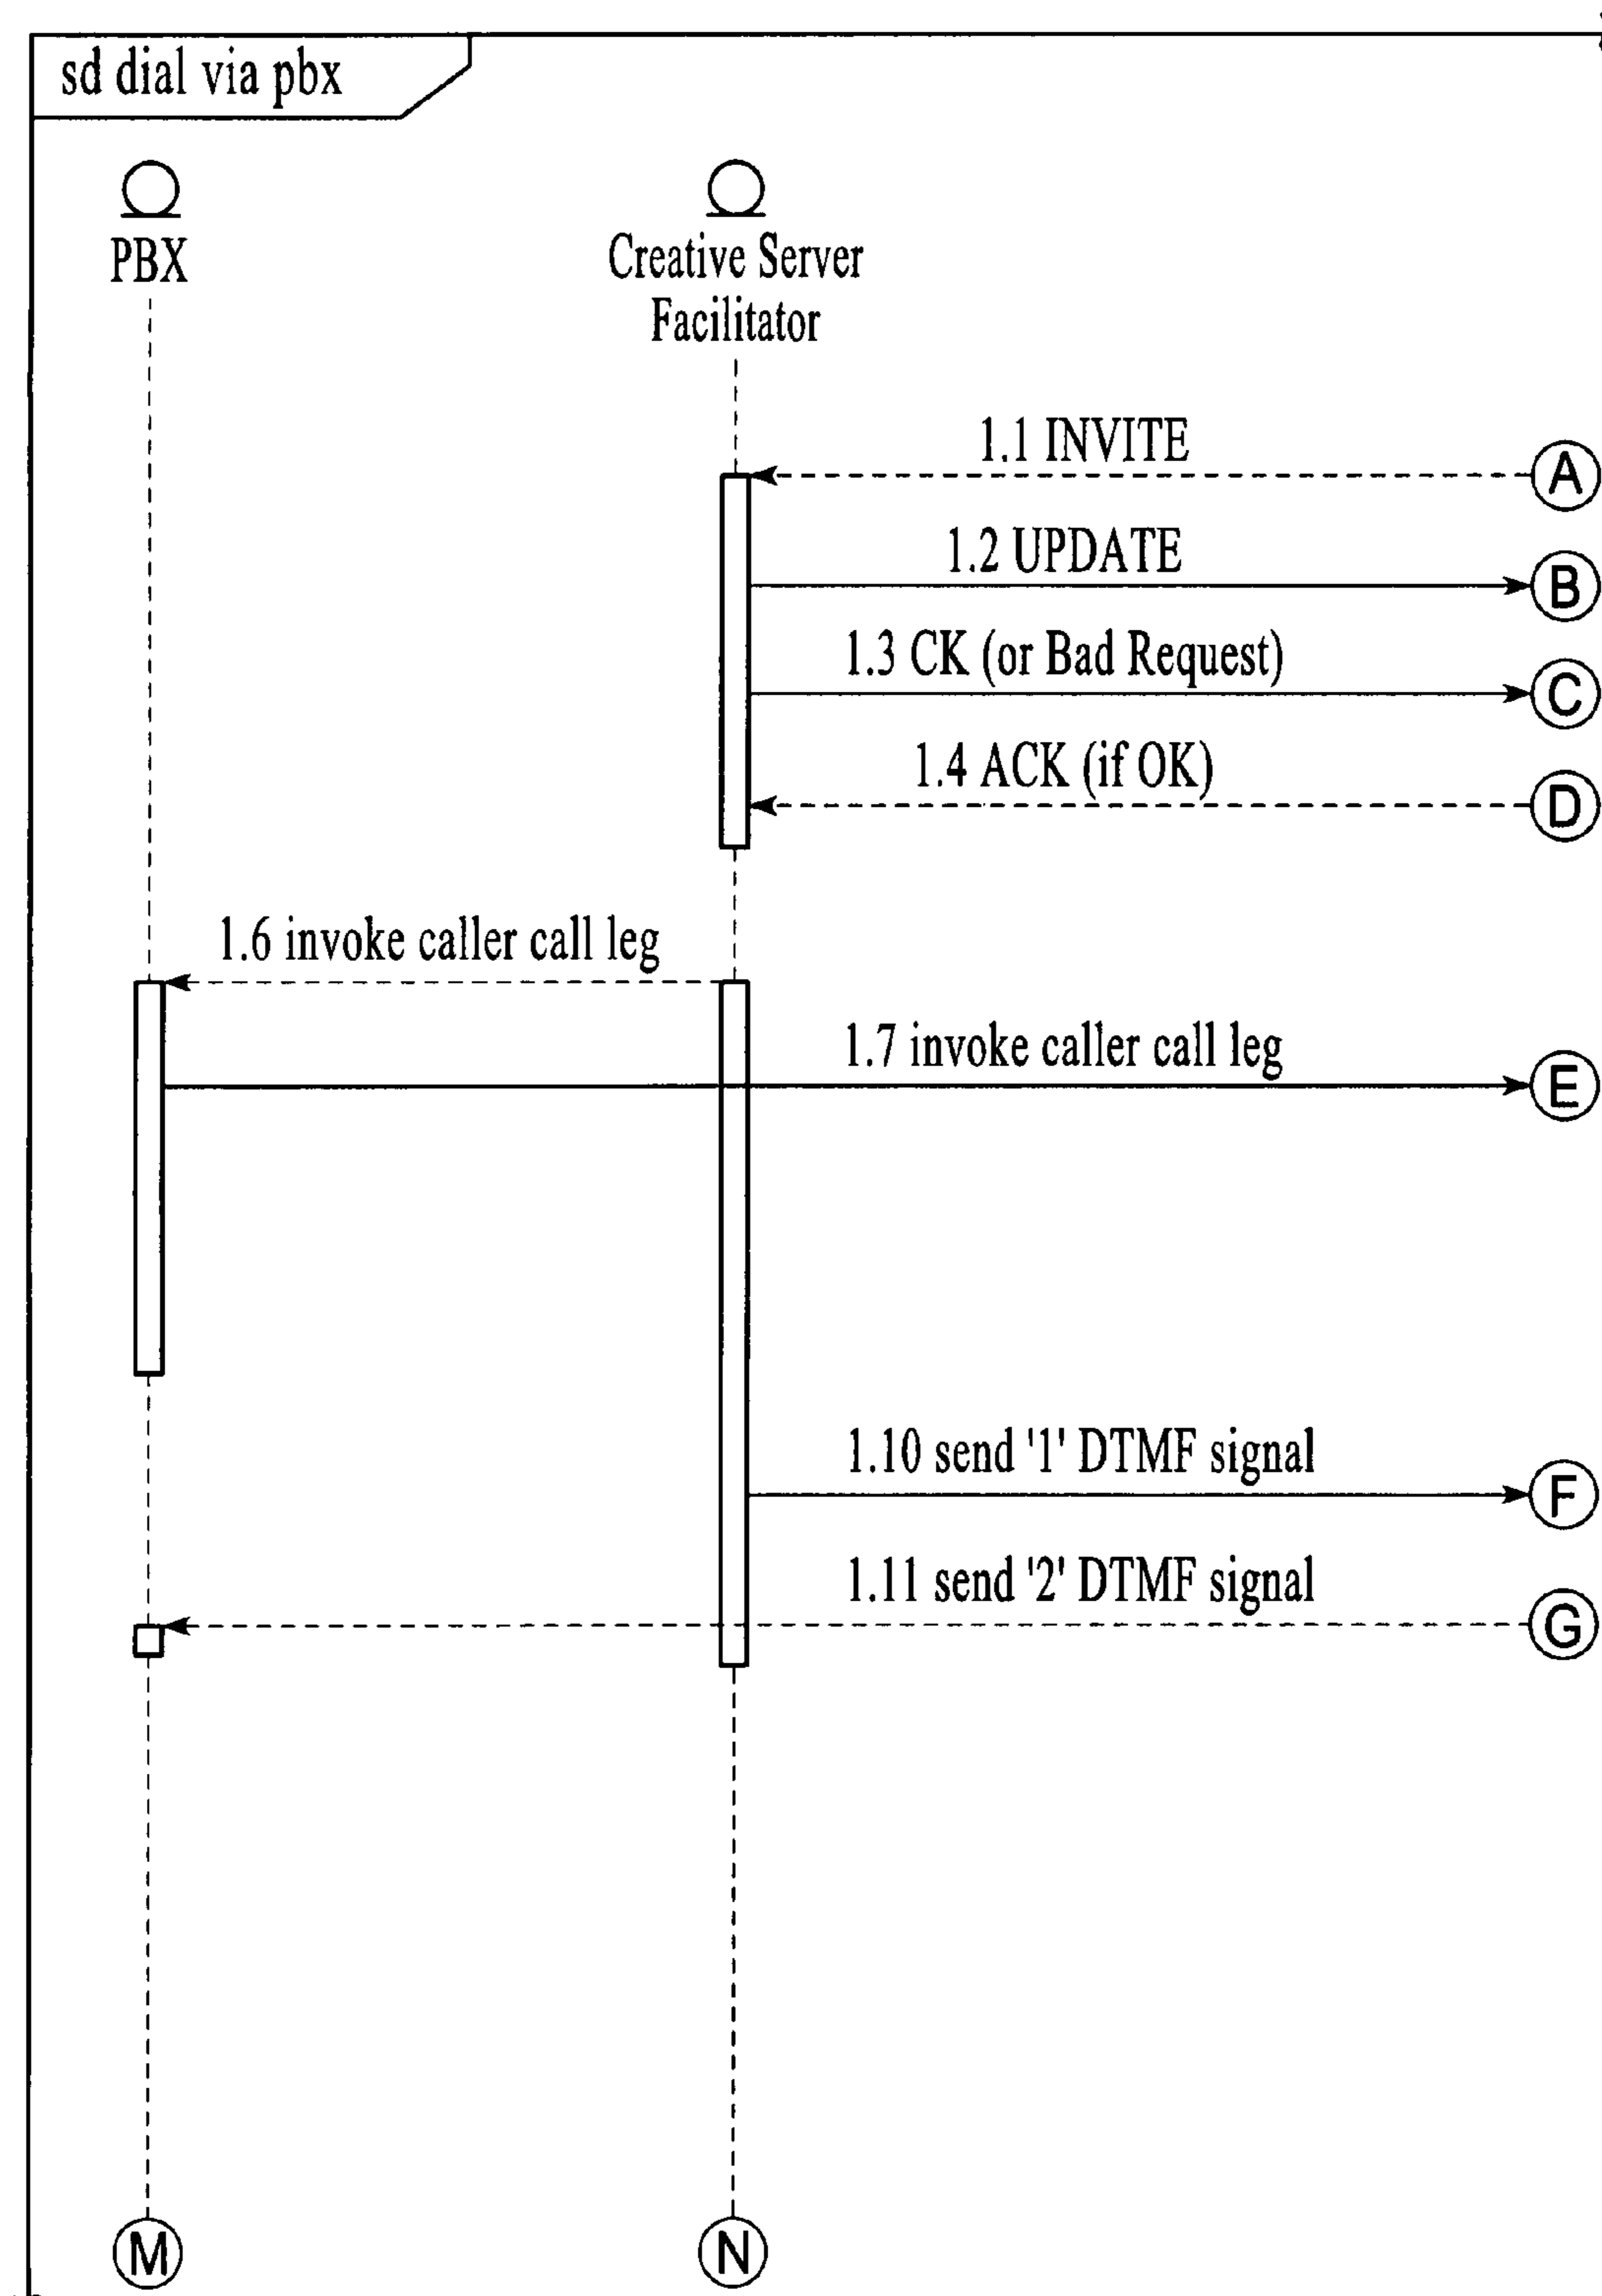 sd dial via pbx
PBX
Creative Server
Facilitator
1.1 INVITE
A
1.2 UPDATE
B
1.3 CK (or Bad Request)
C
1.4 ACK (if OK)
D
1.6 invoke caller call leg
1.7 invoke caller call leg
E
1.10 send '1' DTMF signal
F
1.11 send '2' DTMF signal
G
M
N